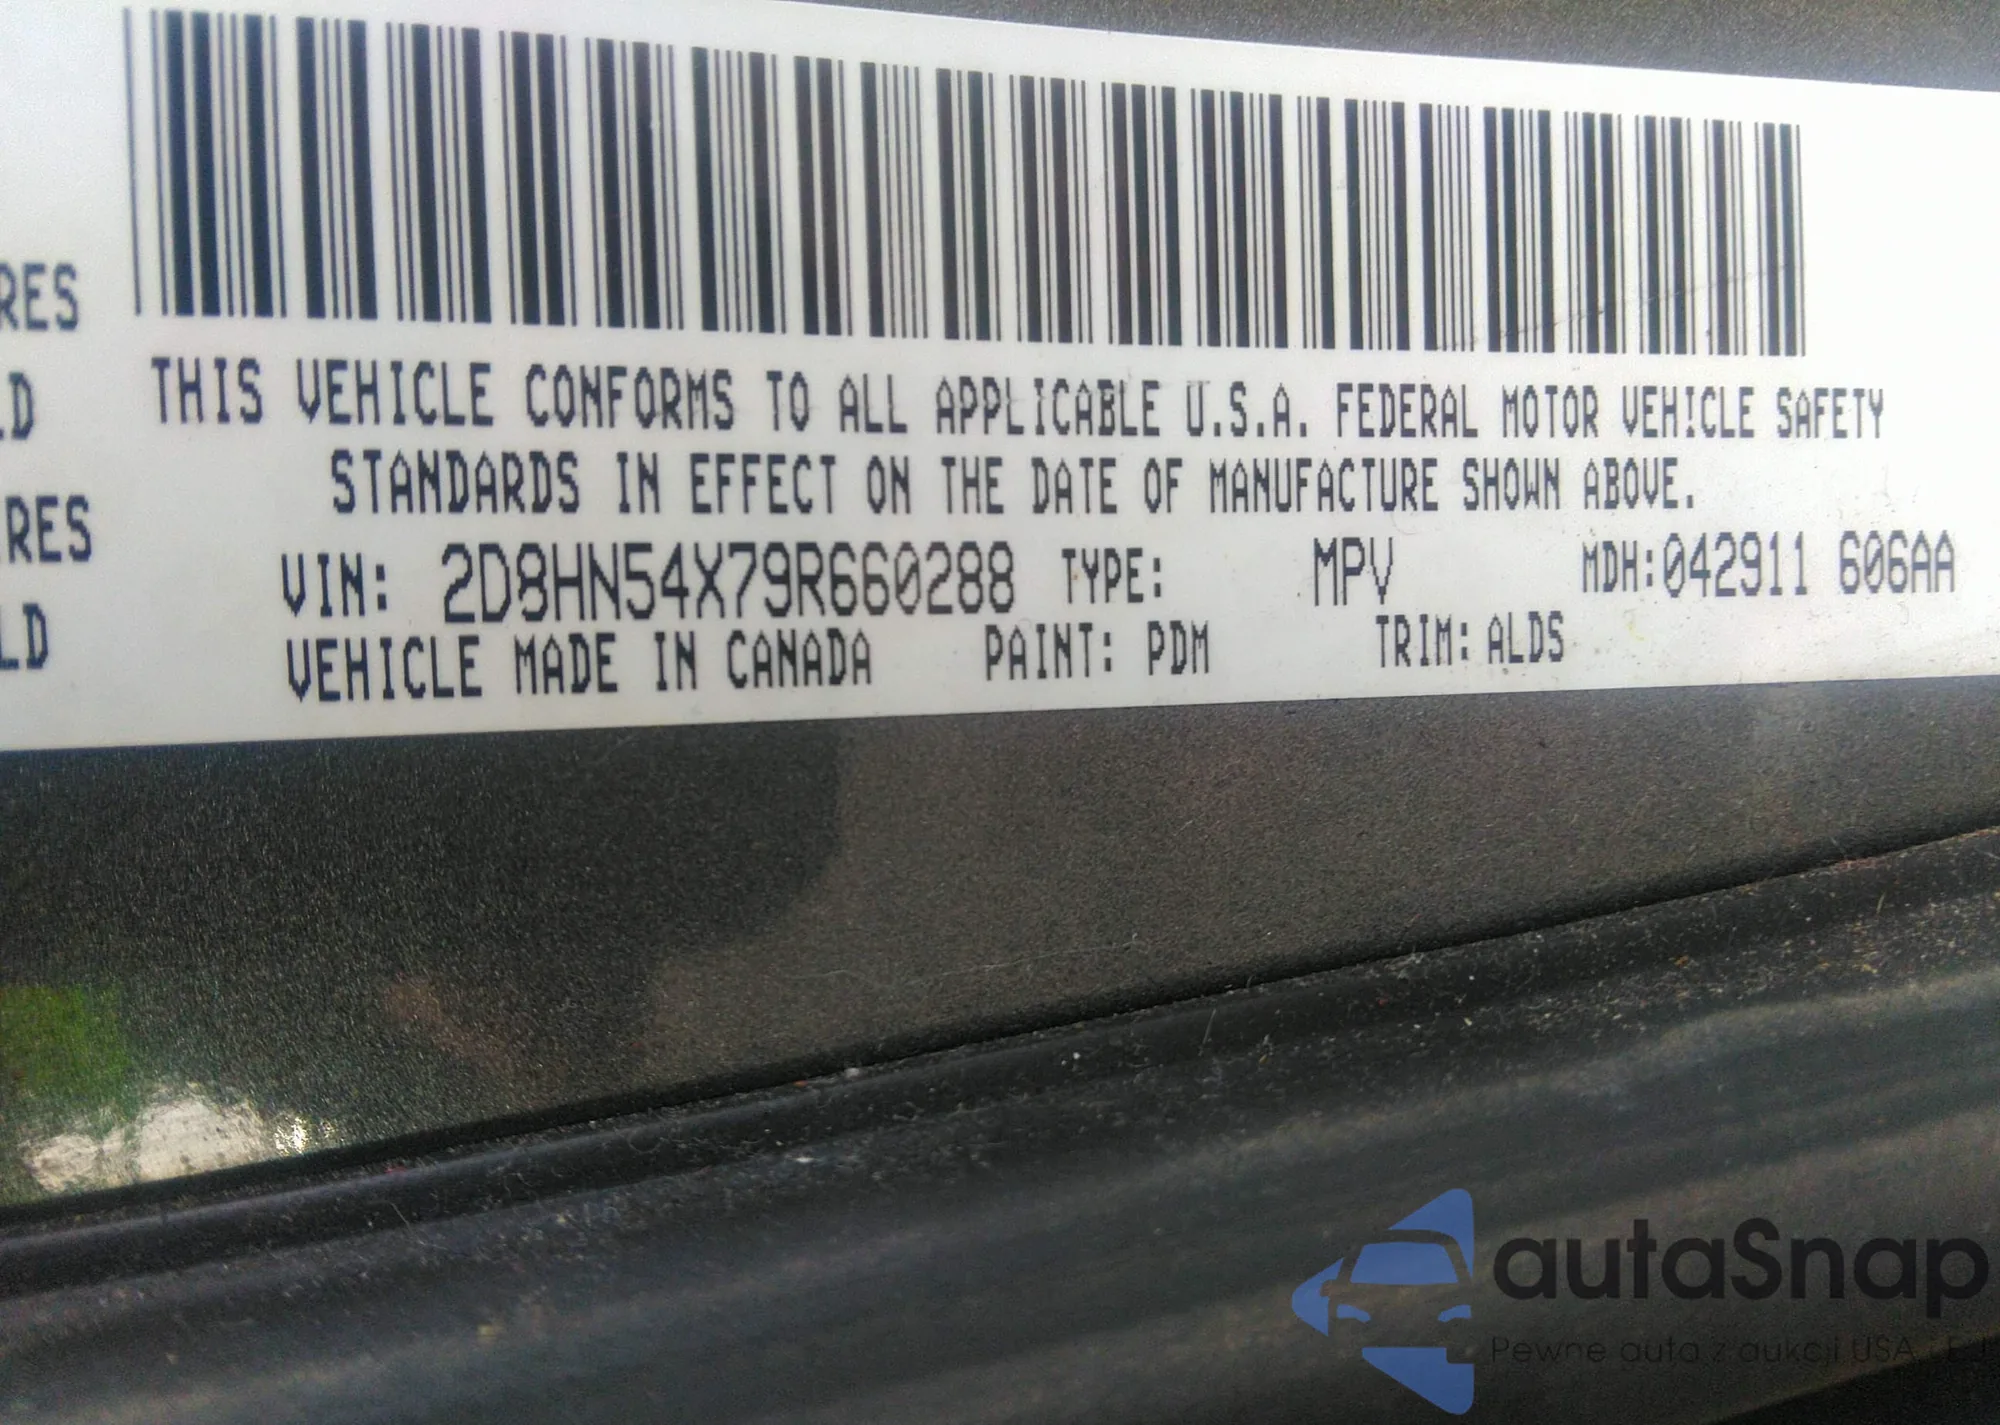 RES
LD
RES
LD
THIS VEHICLE CONFORMS TO ALL APPLICABLE U.S.A. FEDERAL MOTOR VEHICLE SAFETY
STANDARDS IN EFFECT ON THE DATE OF MANUFACTURE SHOWN ABOVE.
VIN: 2D8HN54X79R660288 TYPE: MPV MDH:042911 606AA
VEHICLE MADE IN CANADA PAINT: PDM TRIM: ALDS
autaSnap
Pewne auta z aukcji USA i EU